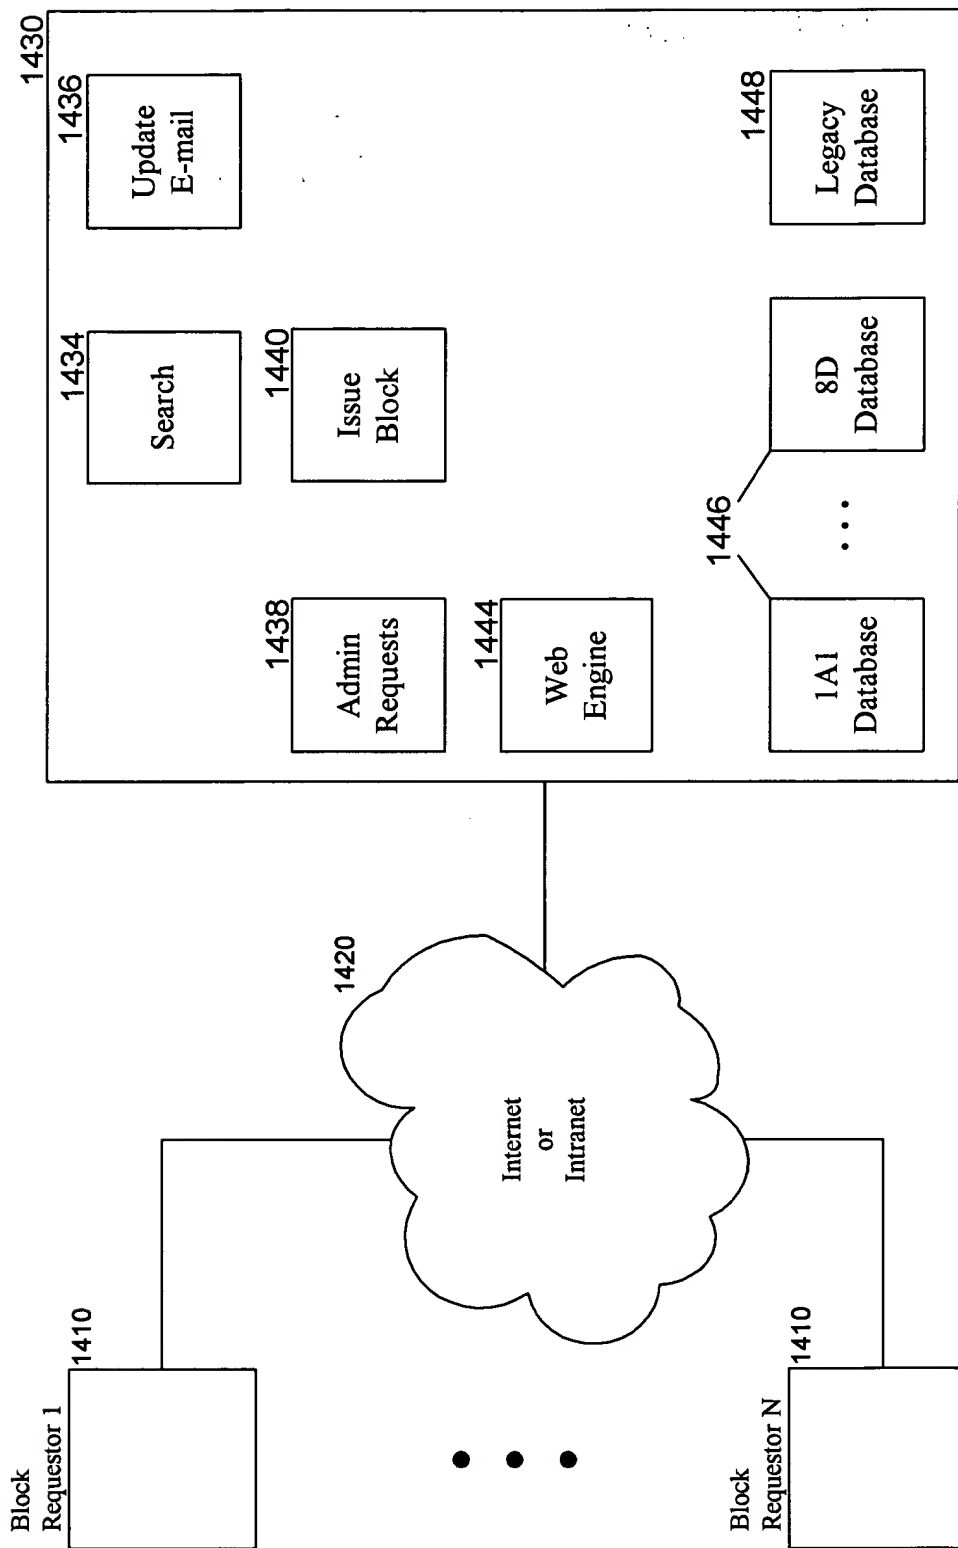 Block
Requestor 1
1410
Block
Requestor N
1410
1420
Internet
or
Intranet
1430
1434
Search
1436
Update
E-mail
1438
Admin
Requests
1440
Issue
Block
1444
Web
Engine
1446
1A1
Database
...
8D
Database
1448
Legacy
Database